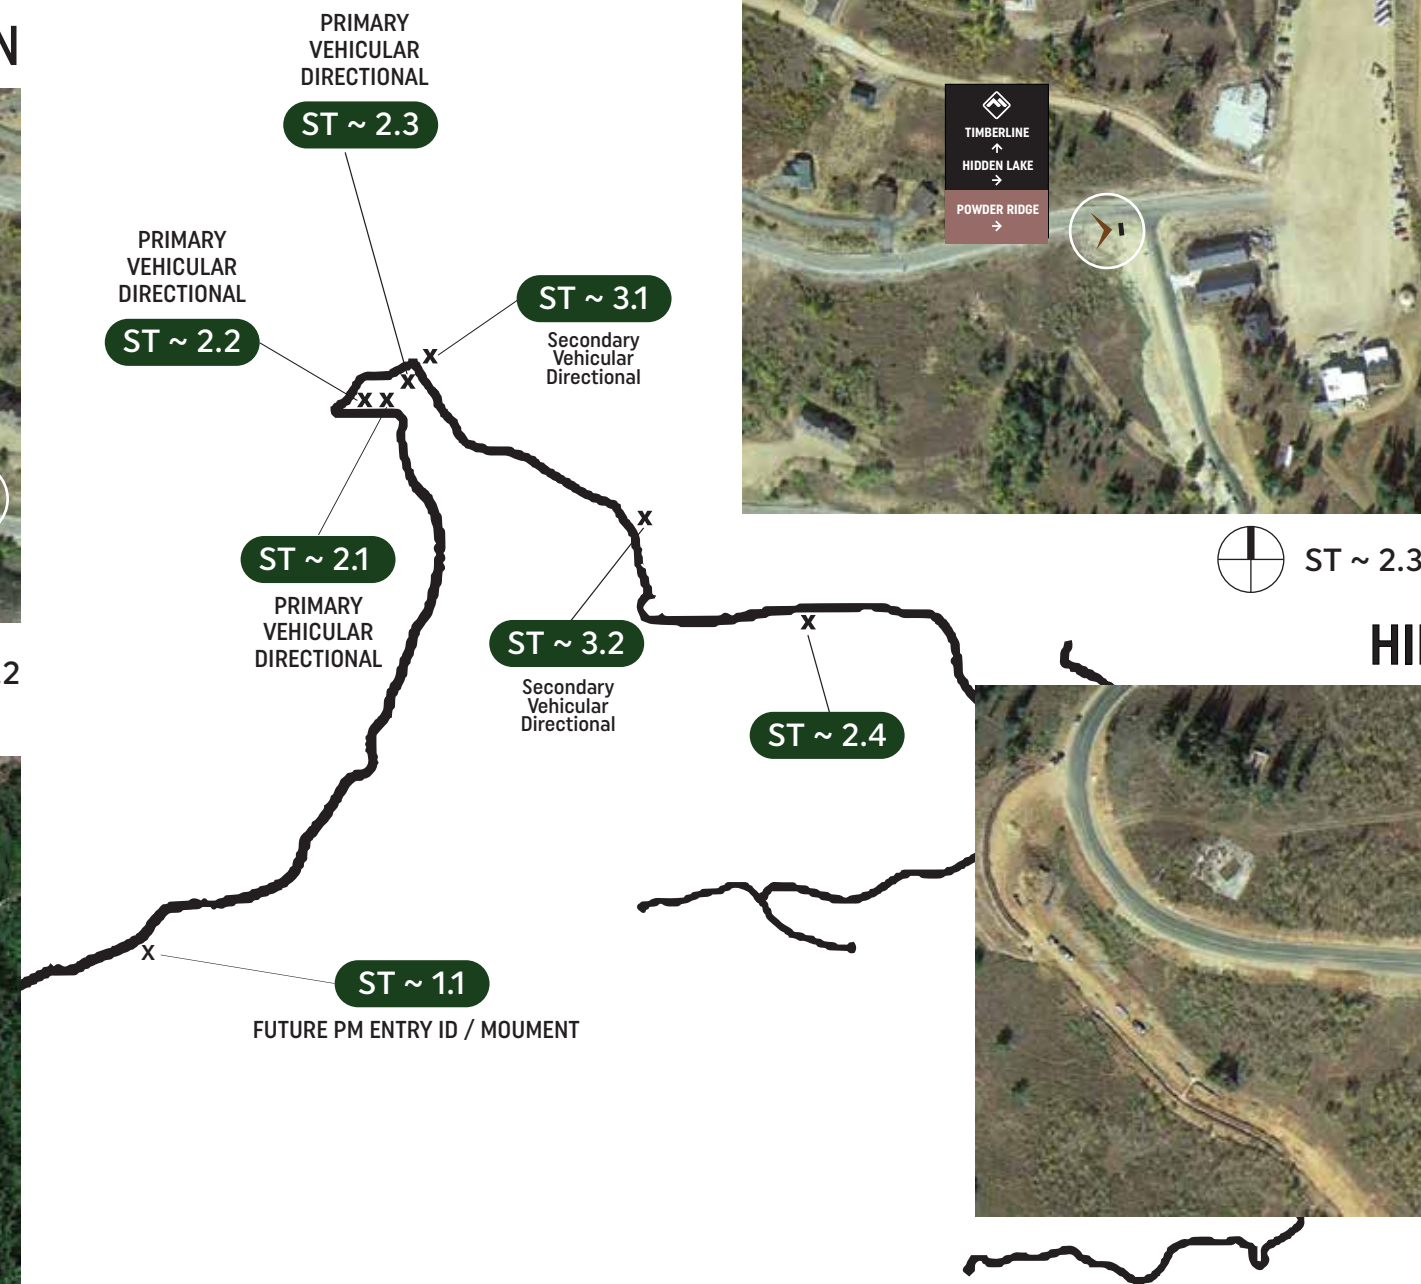 N
PRIMARY
VEHICULAR
DIRECTIONAL
ST ~ 2.3
PRIMARY
VEHICULAR
DIRECTIONAL
ST ~ 2.2
ST ~ 3.1
Secondary
Vehicular
Directional
x
x
x x
ST ~ 2.1
PRIMARY
VEHICULAR
DIRECTIONAL
x
ST ~ 3.2
Secondary
Vehicular
Directional
x
ST ~ 2.4
x
ST ~ 1.1
FUTURE PM ENTRY ID / MOUMENT
TIMBERLINE
↑
HIDDEN LAKE
→
POWDER RIDGE
→
ST ~ 2.3
.2